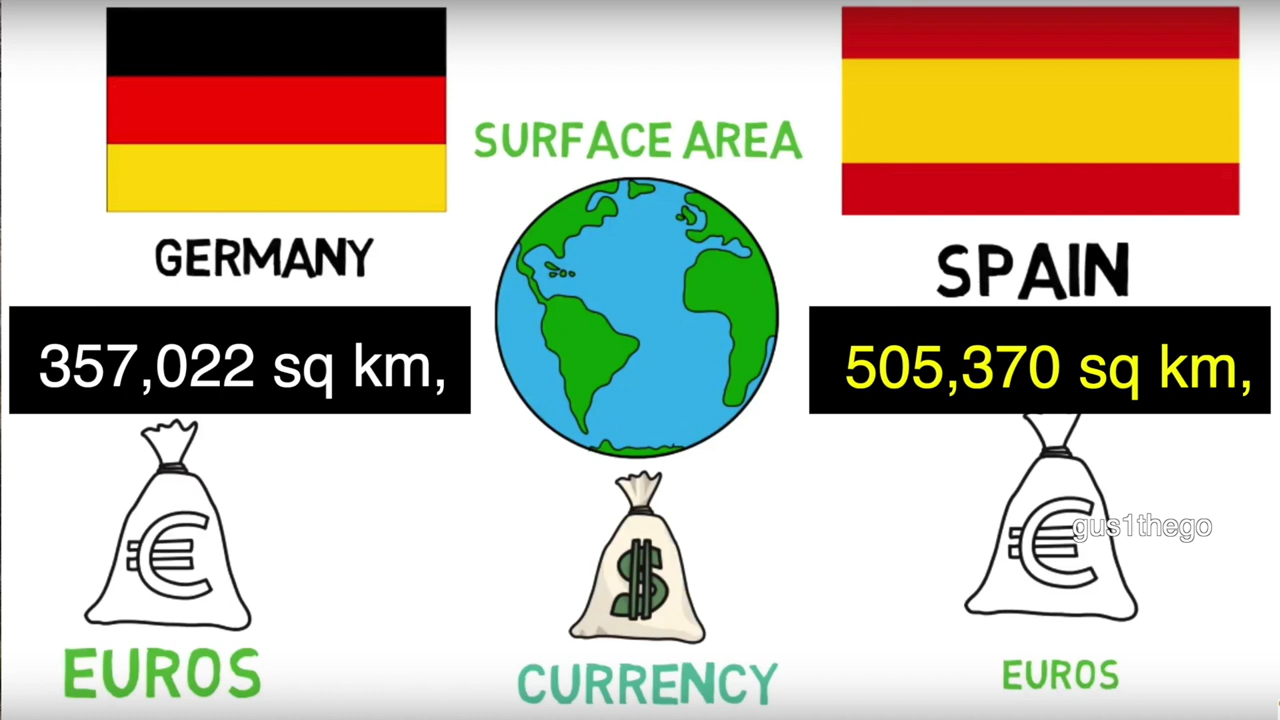 SURFACE AREA
GERMANY
SPAIN
357,022 sq km,
505,370 sq km,
€
$
€
gus1thego
EUROS
CURRENCY
EUROS